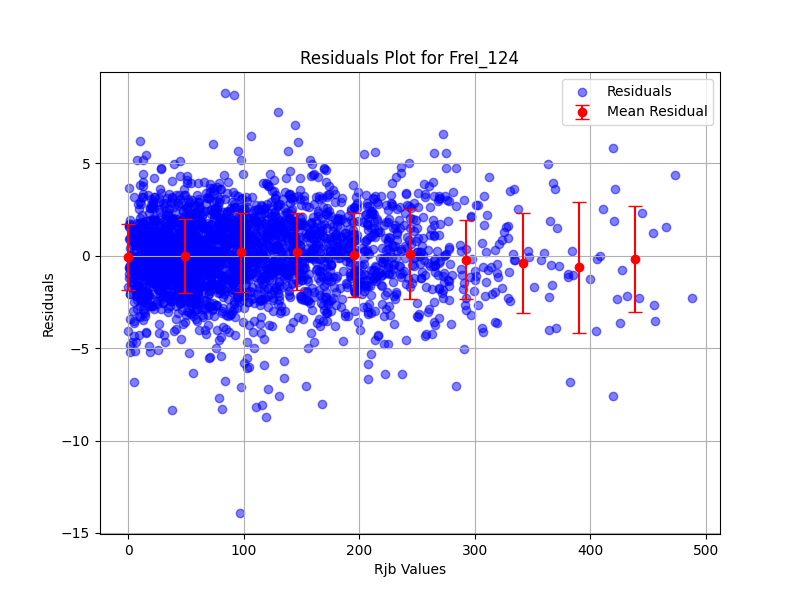 Residuals Plot for FreI_124
Residuals
Mean Residual
5
0
−5
−10
−15
Residuals
0
100
200
300
400
500
Rjb Values